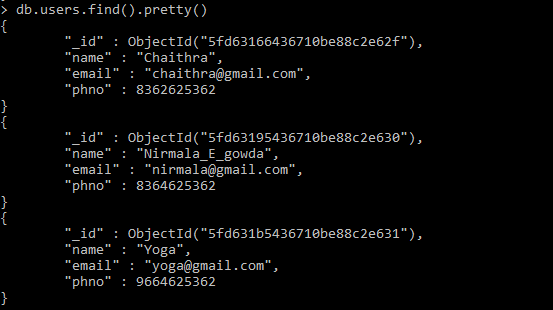 > db.users.find().pretty()
{
        "_id" : ObjectId("5fd63166436710be88c2e62f"),
        "name" : "Chaithra",
        "email" : "chaithra@gmail.com",
        "phno" : 8362625362
}
{
        "_id" : ObjectId("5fd63195436710be88c2e630"),
        "name" : "Nirmala_E_gowda",
        "email" : "nirmala@gmail.com",
        "phno" : 8364625362
}
{
        "_id" : ObjectId("5fd631b5436710be88c2e631"),
        "name" : "Yoga",
        "email" : "yoga@gmail.com",
        "phno" : 9664625362
}